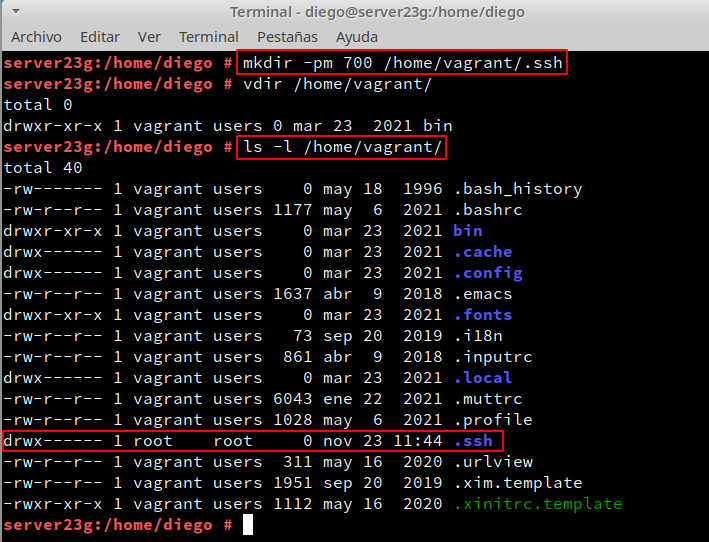 Terminal - diego@server23g:/home/diego
Archivo Editar Ver Terminal Pestañas Ayuda
server23g:/home/diego # mkdir -pm 700 /home/vagrant/.ssh
server23g:/home/diego # vdir /home/vagrant/
total 0
drwxr-xr-x 1 vagrant users 0 mar 23  2021 bin
server23g:/home/diego # ls -l /home/vagrant/
total 40
-rw------- 1 vagrant users    0 may 18  1996 .bash_history
-rw-r--r-- 1 vagrant users 1177 may  6  2021 .bashrc
drwxr-xr-x 1 vagrant users    0 mar 23  2021 bin
drwx------ 1 vagrant users    0 mar 23  2021 .cache
drwx------ 1 vagrant users    0 mar 23  2021 .config
-rw-r--r-- 1 vagrant users 1637 abr  9  2018 .emacs
drwxr-xr-x 1 vagrant users    0 mar 23  2021 .fonts
-rw-r--r-- 1 vagrant users   73 sep 20  2019 .i18n
-rw-r--r-- 1 vagrant users  861 abr  9  2018 .inputrc
drwx------ 1 vagrant users    0 mar 23  2021 .local
-rw-r--r-- 1 vagrant users 6043 ene 22  2021 .muttrc
-rw-r--r-- 1 vagrant users 1028 may  6  2021 .profile
drwx------ 1 root    root     0 nov 23 11:44 .ssh
-rw-r--r-- 1 vagrant users  311 may 16  2020 .urlview
-rw-r--r-- 1 vagrant users 1951 sep 20  2019 .xim.template
-rwxr-xr-x 1 vagrant users 1112 may 16  2020 .xinitrc.template
server23g:/home/diego #